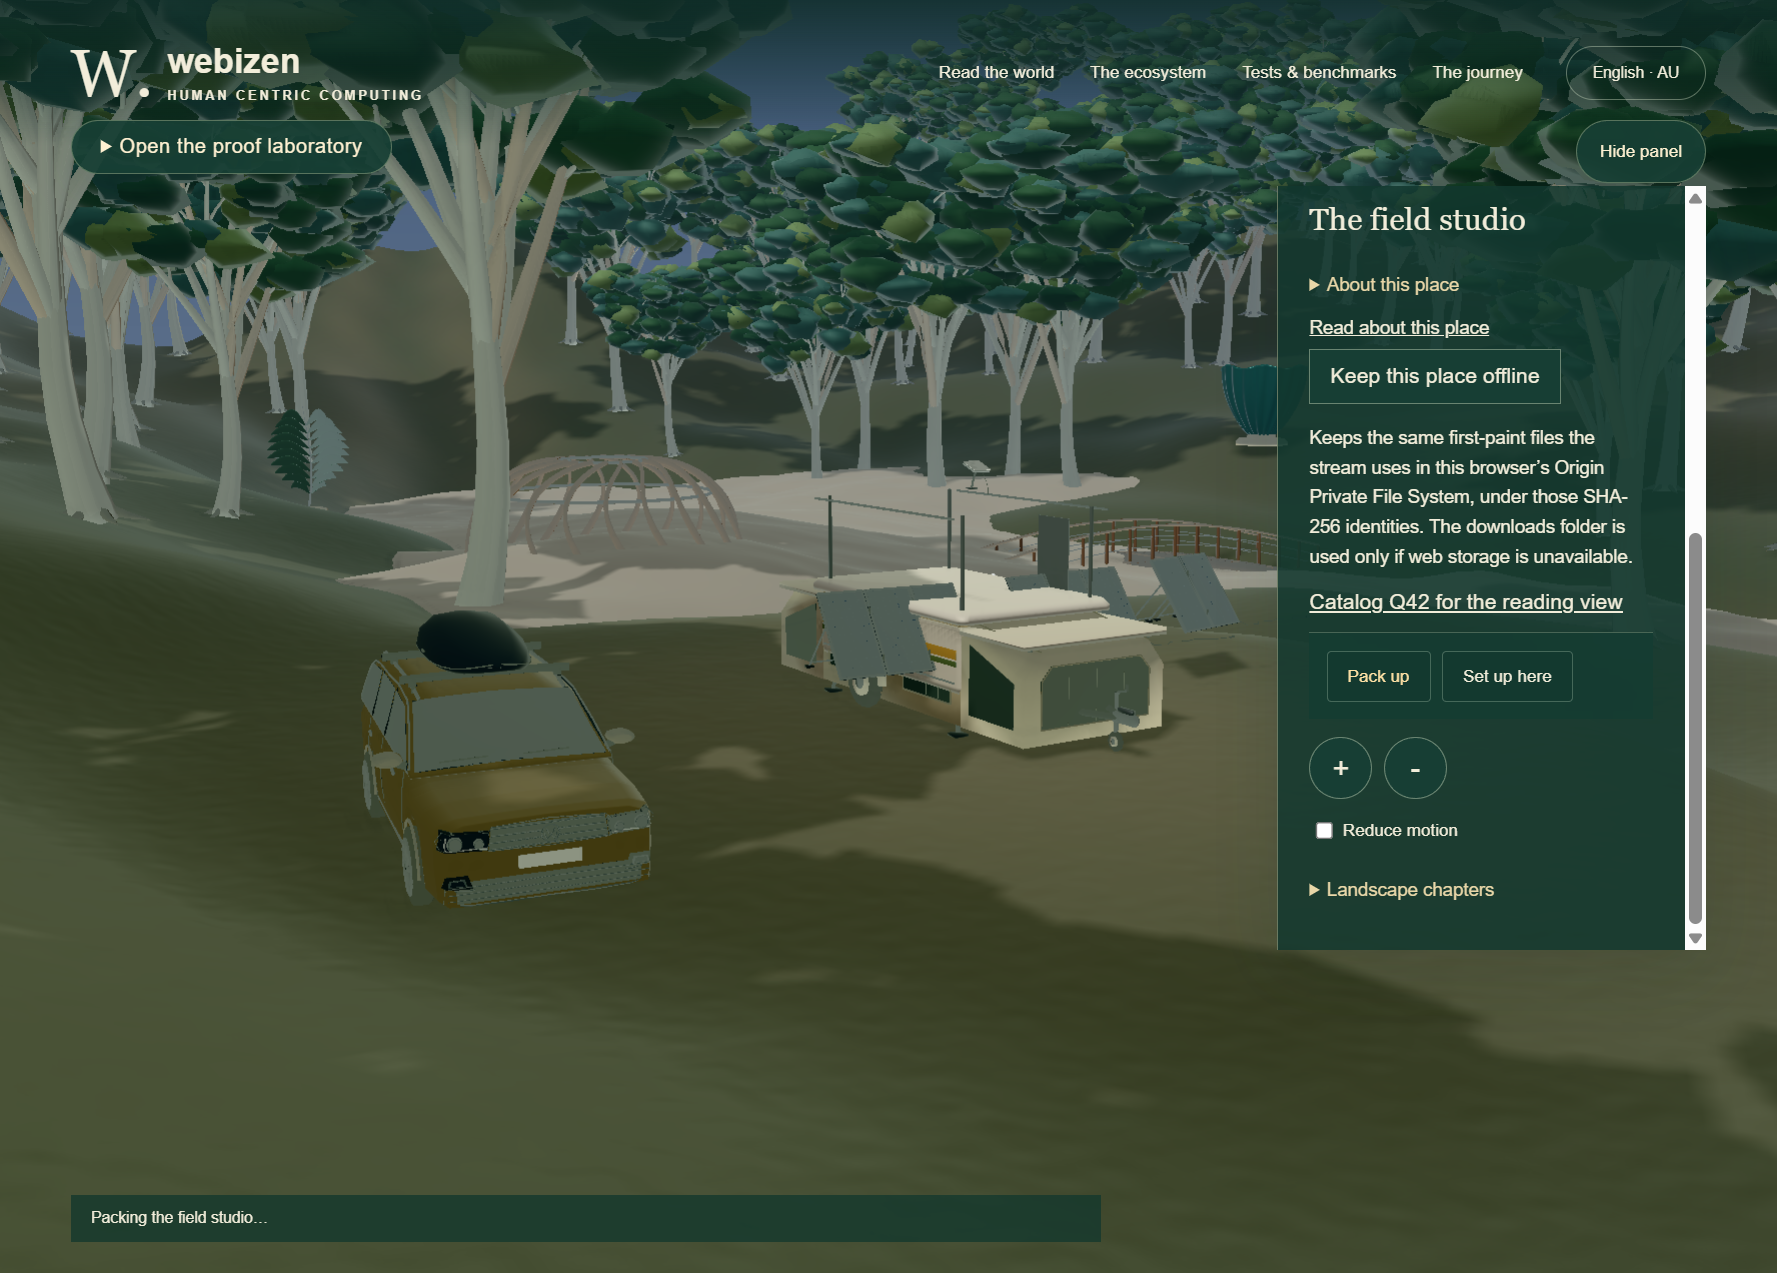 W.
webizen
HUMAN CENTRIC COMPUTING
Read the world
The ecosystem
Tests & benchmarks
The journey
English · AU
Open the proof laboratory
Hide panel
The field studio
About this place
Read about this place
Keep this place offline
Keeps the same first-paint files the
stream uses in this browser’s Origin
Private File System, under those SHA-
256 identities. The downloads folder is
used only if web storage is unavailable.
Catalog Q42 for the reading view
Pack up
Set up here
+
-
Reduce motion
Landscape chapters
Packing the field studio…